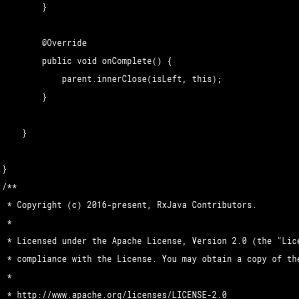 }

        @Override
        public void onComplete() {
            parent.innerClose(isLeft, this);
        }

    }

}
/**
 * Copyright (c) 2016-present, RxJava Contributors.
 *
 * Licensed under the Apache License, Version 2.0 (the "Lice
 * compliance with the License. You may obtain a copy of the
 *
 * http://www.apache.org/licenses/LICENSE-2.0